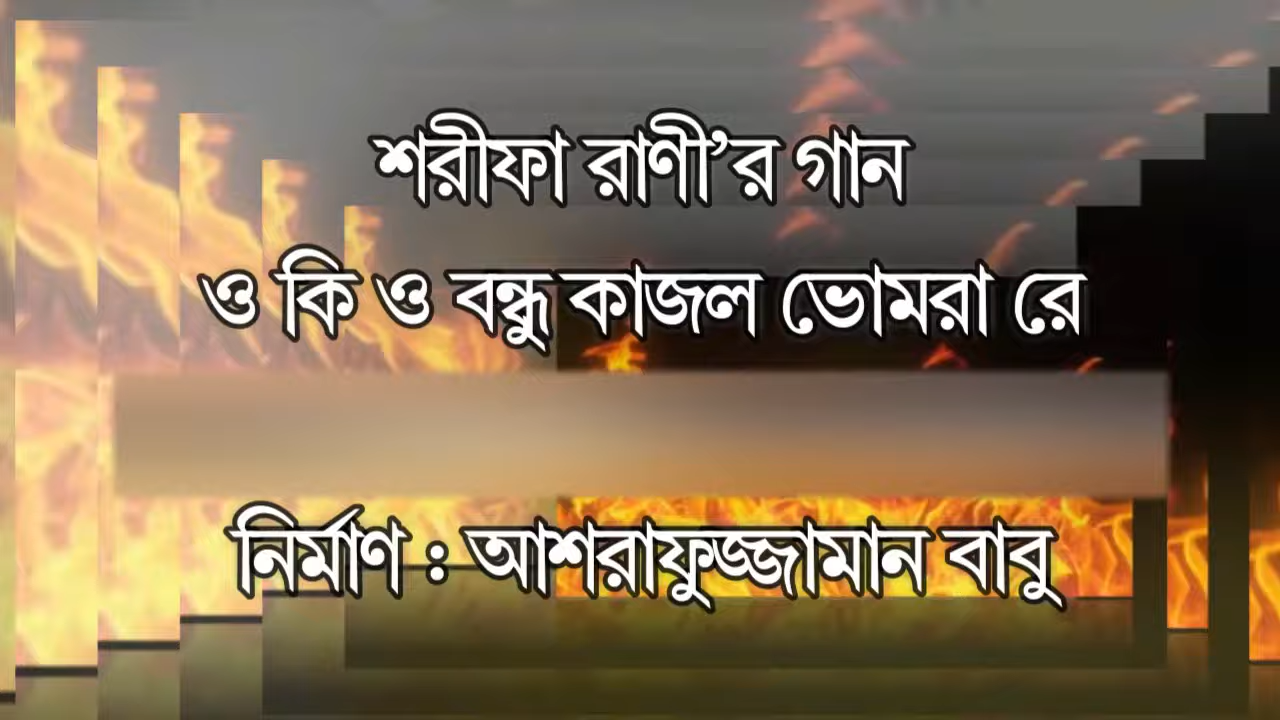 শরীফা রাণী’র গান
ও কি ও বন্ধু কাজল ভোমরা রে
নির্মাণ : আশরাফুজ্জামান বাবু